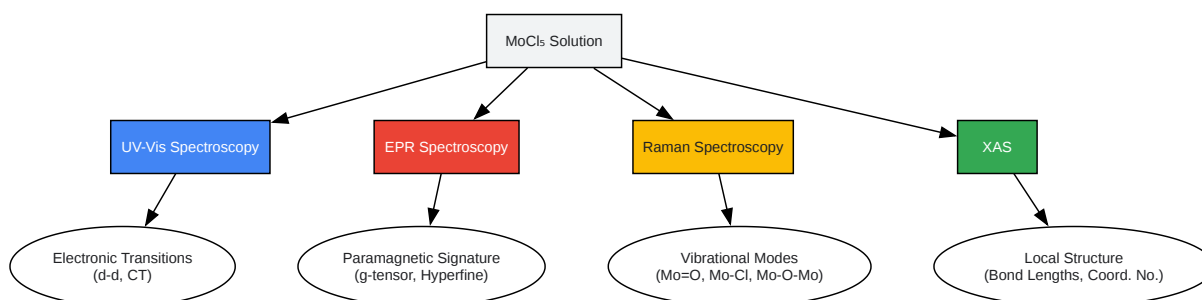 MoCl₅ Solution
UV-Vis Spectroscopy
EPR Spectroscopy
Raman Spectroscopy
XAS
Electronic Transitions
(d-d, CT)
Paramagnetic Signature
(g-tensor, Hyperfine)
Vibrational Modes
(Mo=O, Mo-Cl, Mo-O-Mo)
Local Structure
(Bond Lengths, Coord. No.)